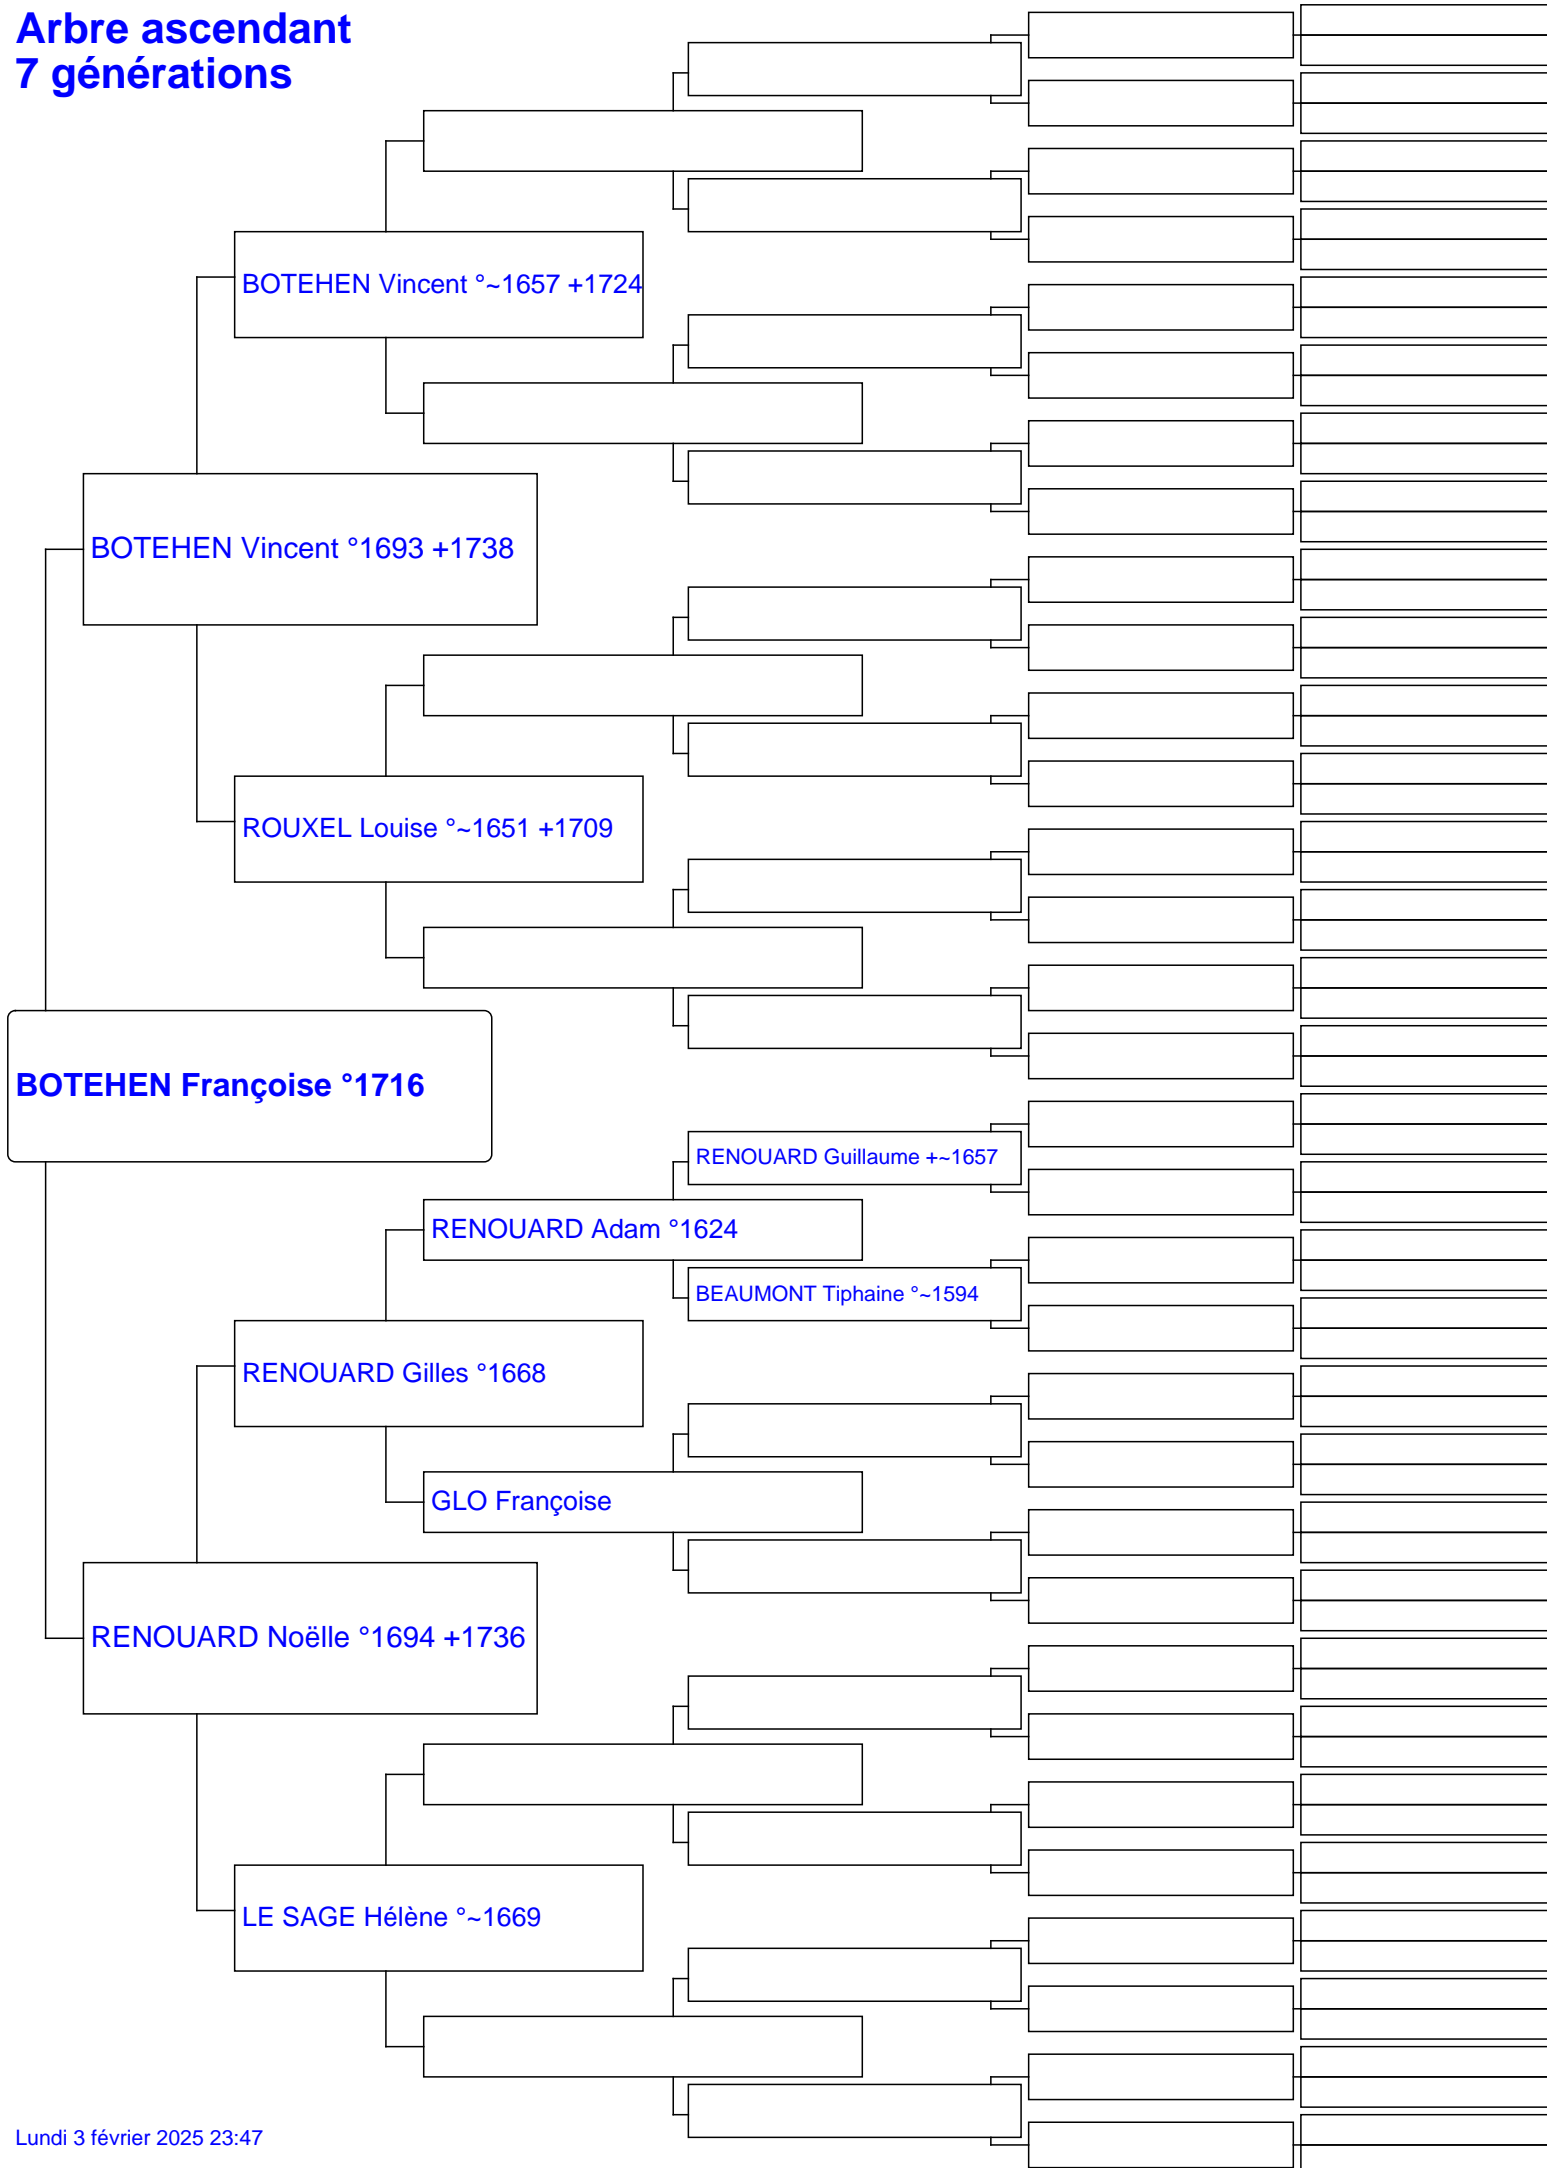 Arbre ascendant
7 générations
BOTEHEN Vincent °~1657 +1724
BOTEHEN Vincent °1693 +1738
ROUXEL Louise °~1651 +1709
BOTEHEN Françoise °1716
RENOUARD Guillaume +~1657
RENOUARD Adam °1624
BEAUMONT Tiphaine °~1594
RENOUARD Gilles °1668
GLO Françoise
RENOUARD Noëlle °1694 +1736
LE SAGE Hélène °~1669
Lundi 3 février 2025 23:47